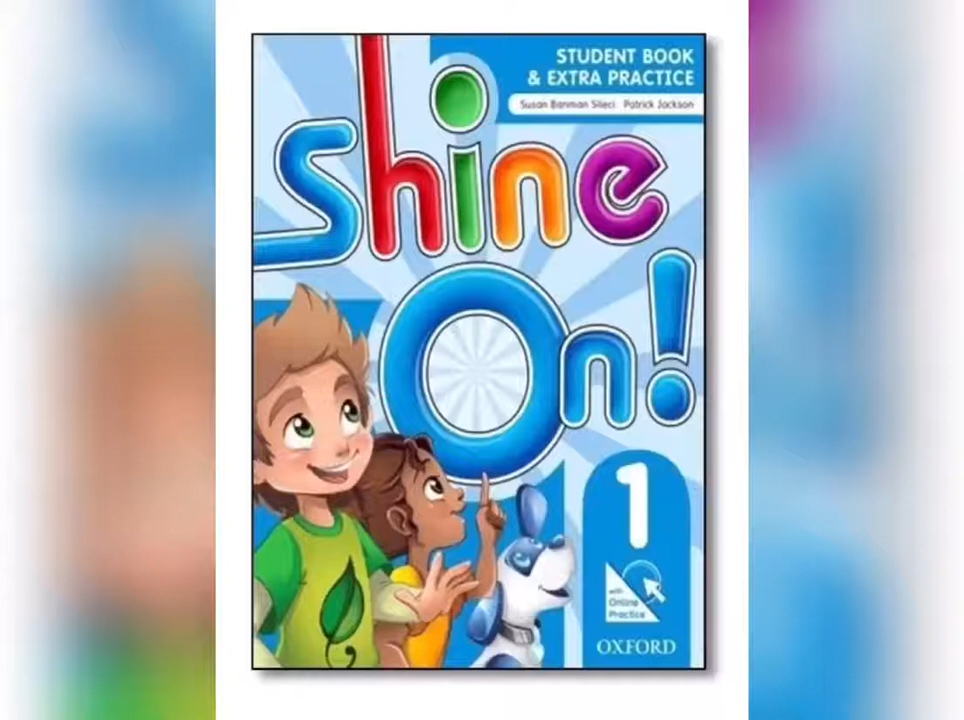 STUDENT BOOK
& EXTRA PRACTICE
Susan Banman Sileci Patrick Jackson
shine
On!
1
with
Online
Practice
OXFORD